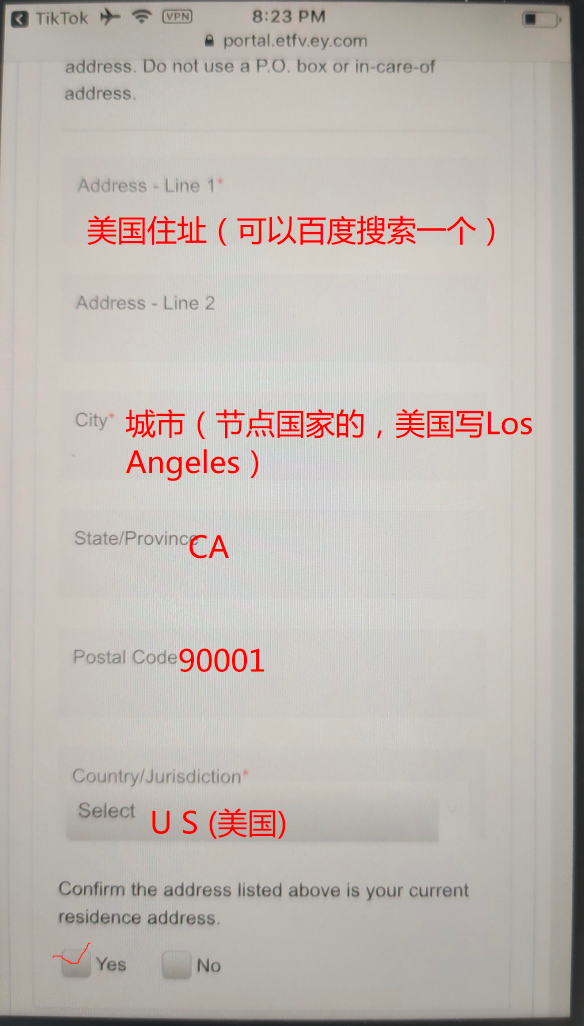 TikTok VPN 8:23 PM
portal.etfv.ey.com
address. Do not use a P.O. box or in-care-of
address.
Address - Line 1*
美国住址（可以百度搜索一个）
Address - Line 2
City* 城市（节点国家的，美国写Los
Angeles）
State/Province CA
Postal Code 90001
Country/Jurisdiction*
Select U S (美国)
Confirm the address listed above is your current
residence address.
Yes No